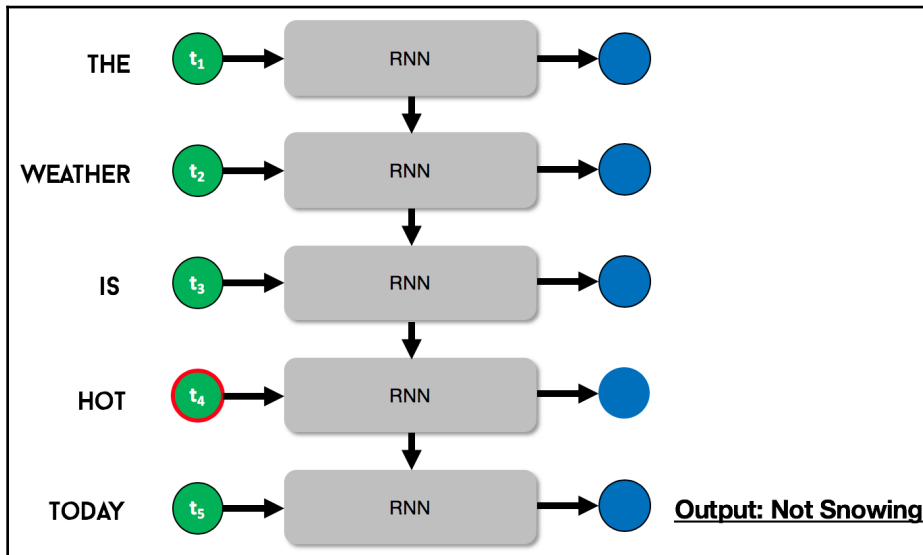 THE t₁ RNN
WEATHER t₂ RNN
IS t₃ RNN
HOT t₄ RNN
TODAY t₅ RNN Output: Not Snowing